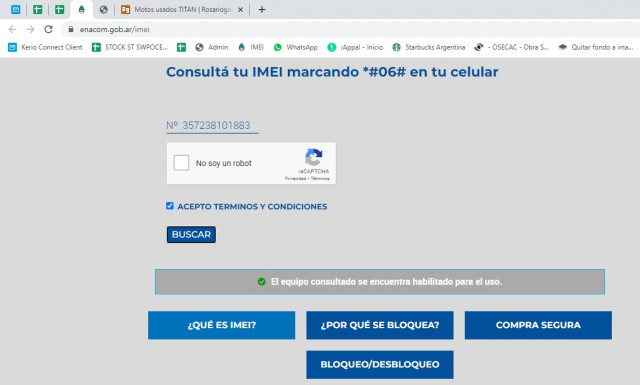 Motos usados TITAN | Rosarioga
enacom.gob.ar/imei
Kerio Connect Client
STOCK ST SWPOCE...
Admin
IMEI
WhatsApp
¡Appa! - Inicio
Starbucks Argentina
- OSECAC - Obra S...
Quitar fondo a ima...
Consultá tu IMEI marcando *#06# en tu celular
Nº 357238101883
No soy un robot
reCAPTCHA
Privacidad - Términos
ACEPTO TERMINOS Y CONDICIONES
BUSCAR
El equipo consultado se encuentra habilitado para el uso.
¿QUÉ ES IMEI?
¿POR QUÉ SE BLOQUEA?
COMPRA SEGURA
BLOQUEO/DESBLOQUEO